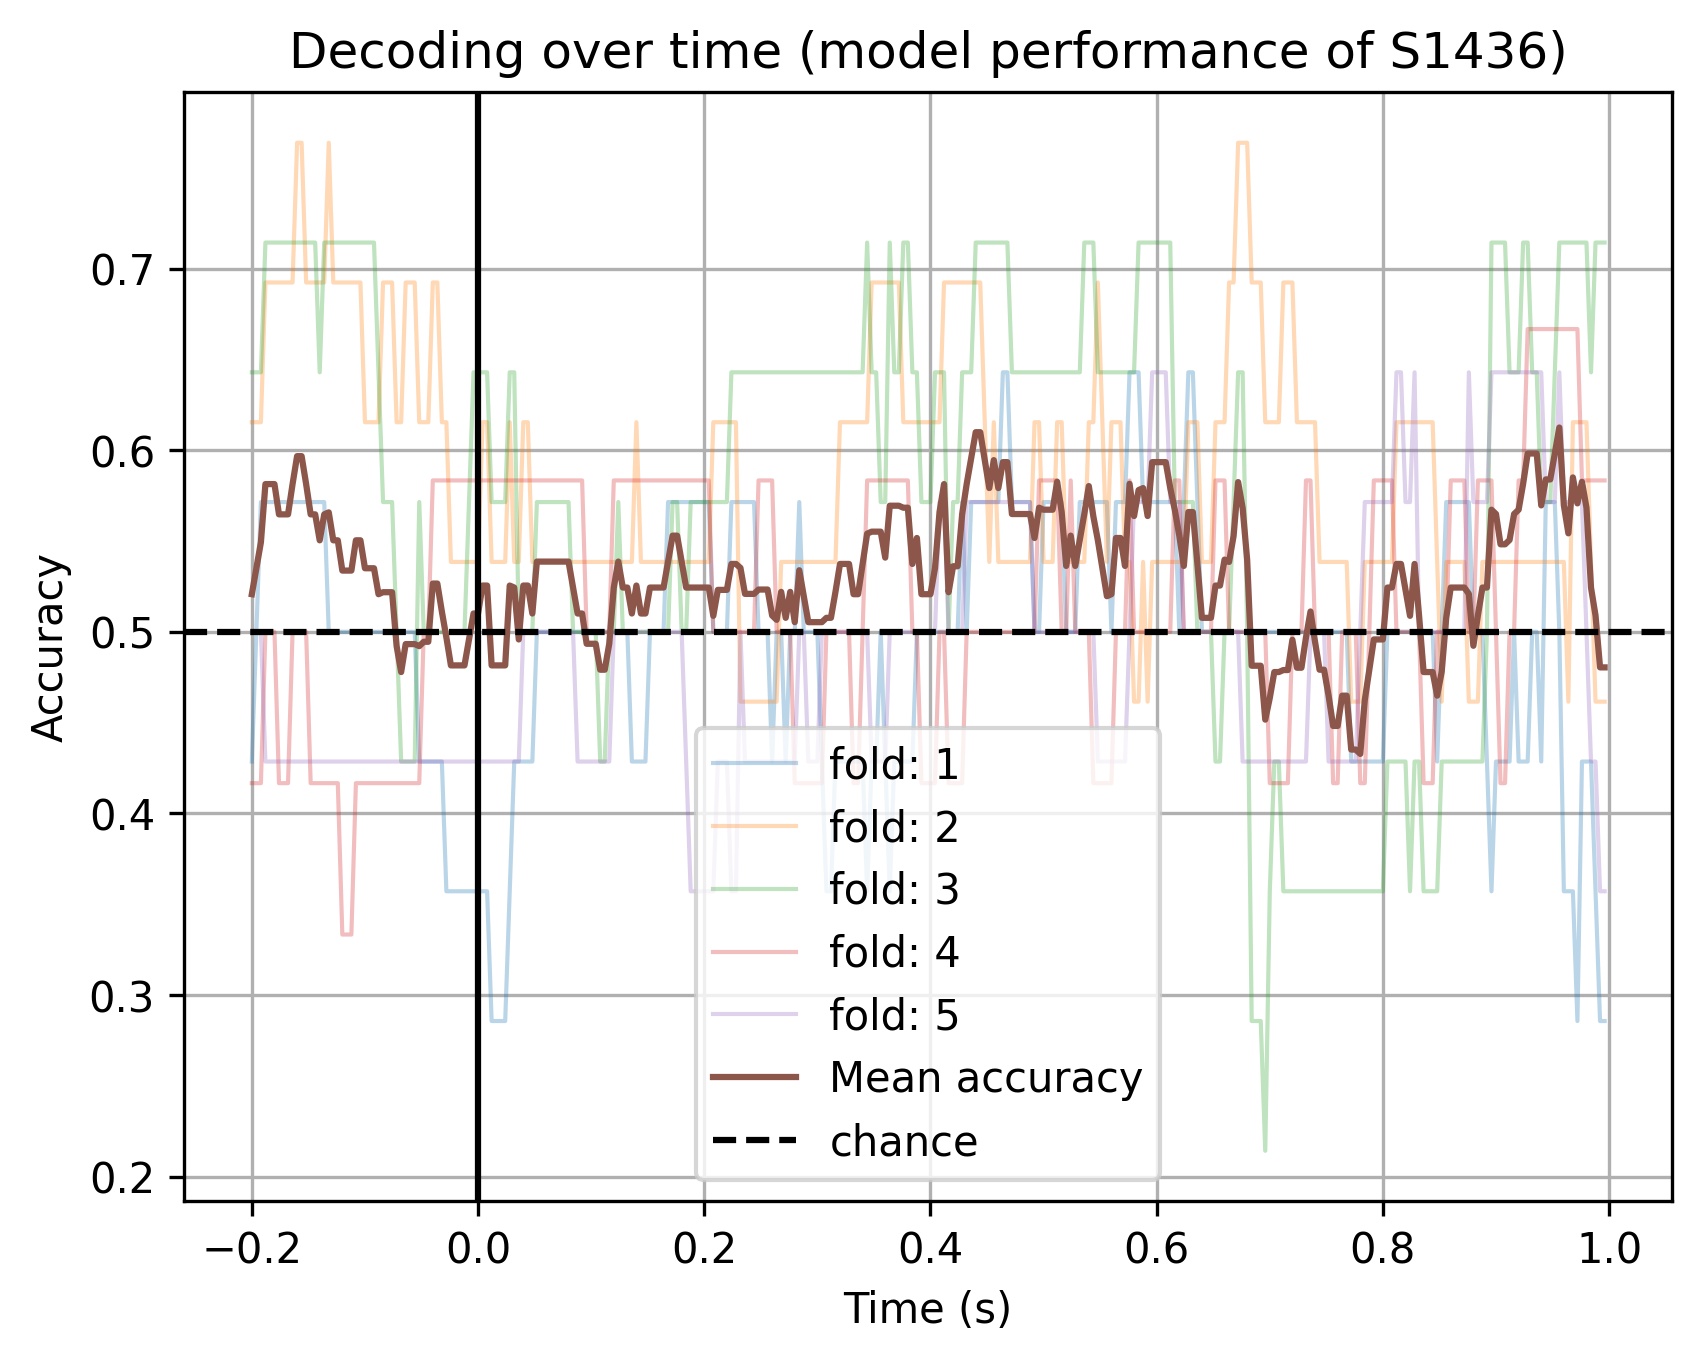 Decoding over time (model performance of S1436)
Accuracy
0.7
0.6
0.5
0.4
0.3
0.2
fold: 1
fold: 2
fold: 3
fold: 4
fold: 5
Mean accuracy
chance
−0.2 0.0 0.2 0.4 0.6 0.8 1.0
Time (s)